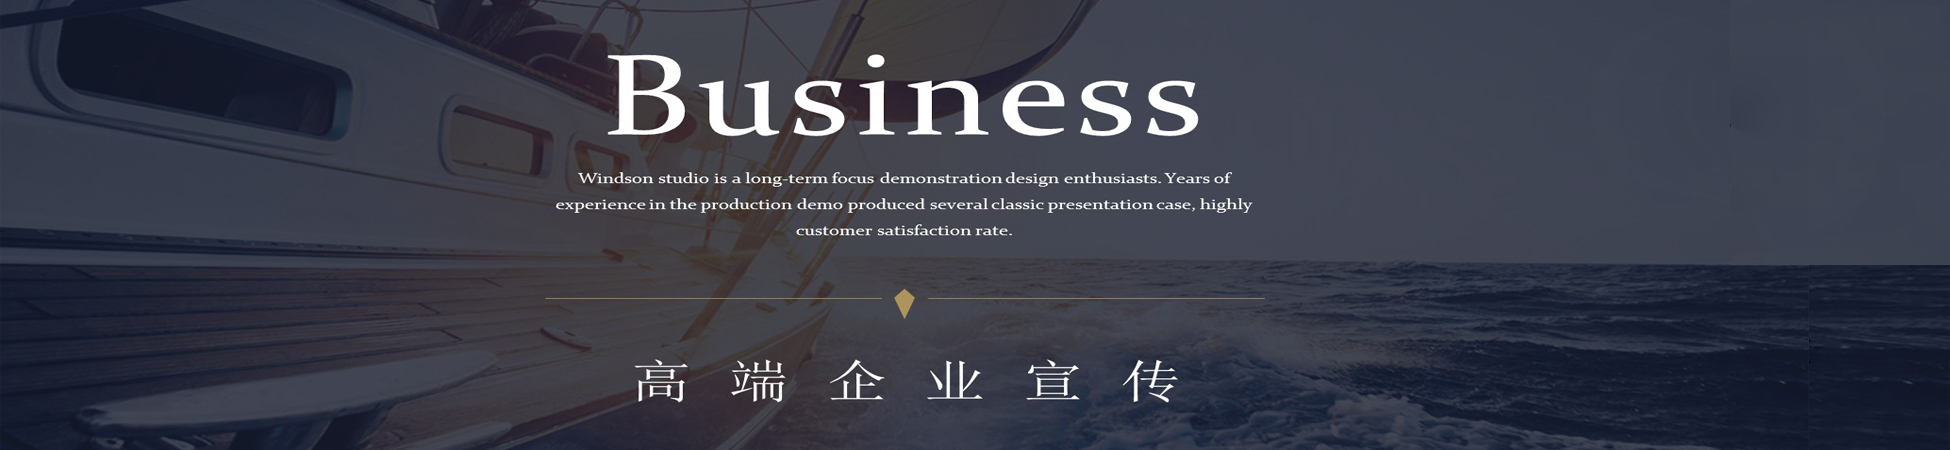 Business
Windson studio is a long-term focus demonstration design enthusiasts. Years of
experience in the production demo produced several classic presentation case, highly
customer satisfaction rate.
高端企业宣传